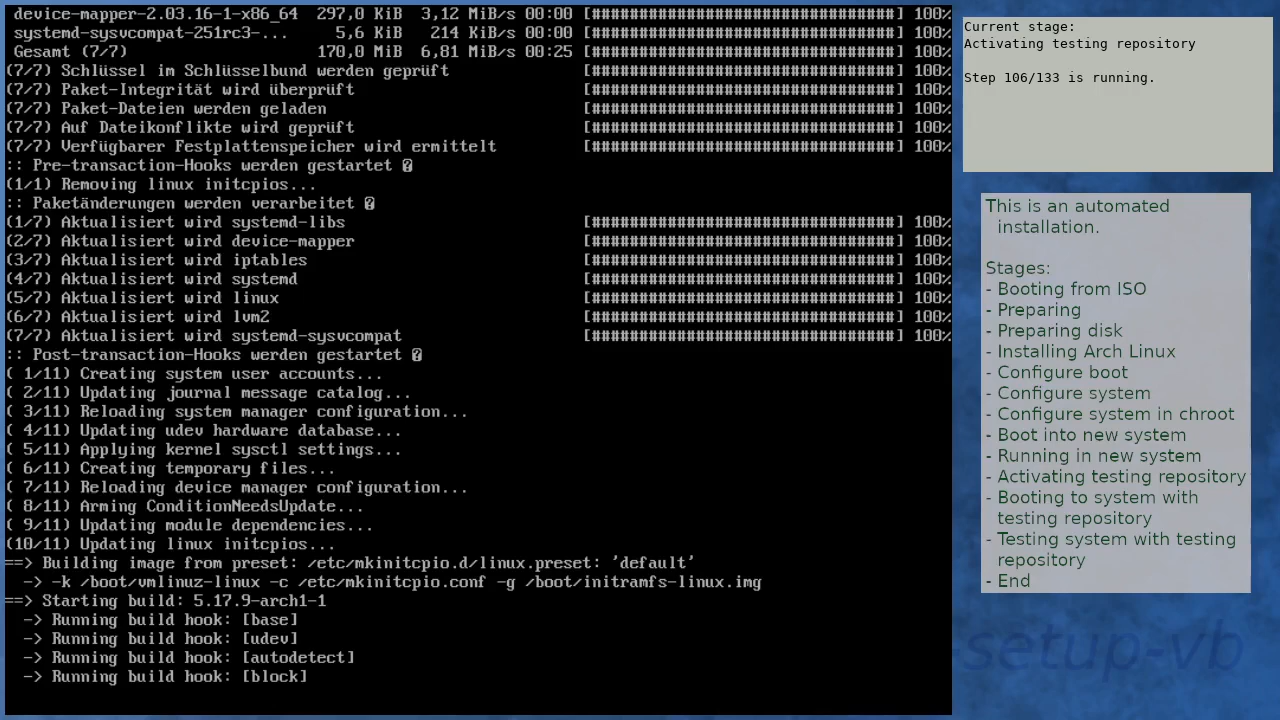 device-mapper-2.03.16-1-x86_64  297,0 KiB  3,12 MiB/s 00:00 [#################################] 100%
systemd-sysvcompat-251rc3-...     5,6 KiB   214 KiB/s 00:00 [#################################] 100%
Gesamt (7/7)                    170,0 MiB  6,81 MiB/s 00:25 [#################################] 100%
(7/7) Schlüssel im Schlüsselbund werden geprüft [#################################] 100%
(7/7) Paket-Integrität wird überprüft [#################################] 100%
(7/7) Paket-Dateien werden geladen [#################################] 100%
(7/7) Auf Dateikonflikte wird geprüft [#################################] 100%
(7/7) Verfügbarer Festplattenspeicher wird ermittelt [#################################] 100%
:: Pre-transaction-Hooks werden gestartet �
(1/1) Removing linux initcpios...
:: Paketänderungen werden verarbeitet �
(1/7) Aktualisiert wird systemd-libs [#################################] 100%
(2/7) Aktualisiert wird device-mapper [#################################] 100%
(3/7) Aktualisiert wird iptables [#################################] 100%
(4/7) Aktualisiert wird systemd [#################################] 100%
(5/7) Aktualisiert wird linux [#################################] 100%
(6/7) Aktualisiert wird lvm2 [#################################] 100%
(7/7) Aktualisiert wird systemd-sysvcompat [#################################] 100%
:: Post-transaction-Hooks werden gestartet �
( 1/11) Creating system user accounts...
( 2/11) Updating journal message catalog...
( 3/11) Reloading system manager configuration...
( 4/11) Updating udev hardware database...
( 5/11) Applying kernel sysctl settings...
( 6/11) Creating temporary files...
( 7/11) Reloading device manager configuration...
( 8/11) Arming ConditionNeedsUpdate...
( 9/11) Updating module dependencies...
(10/11) Updating linux initcpios...
==> Building image from preset: /etc/mkinitcpio.d/linux.preset: 'default'
-> -k /boot/vmlinuz-linux -c /etc/mkinitcpio.conf -g /boot/initramfs-linux.img
==> Starting build: 5.17.9-arch1-1
-> Running build hook: [base]
-> Running build hook: [udev]
-> Running build hook: [autodetect]
-> Running build hook: [block]
Current stage:
Activating testing repository
Step 106/133 is running.
This is an automated
installation.
Stages:
- Booting from ISO
- Preparing
- Preparing disk
- Installing Arch Linux
- Configure boot
- Configure system
- Configure system in chroot
- Boot into new system
- Running in new system
- Activating testing repository
- Booting to system with
testing repository
- Testing system with testing
repository
- End
-setup-vb